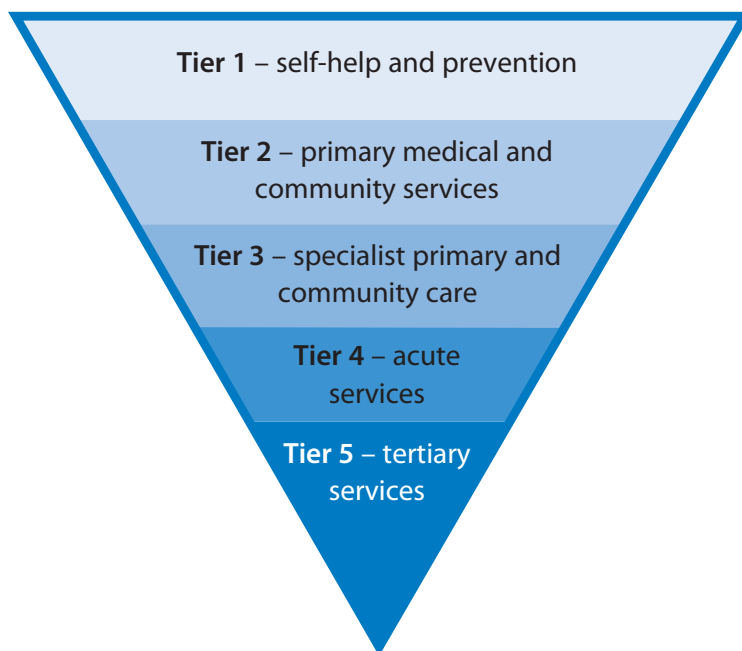 Tier 1 – self-help and prevention
Tier 2 – primary medical and
community services
Tier 3 – specialist primary and
community care
Tier 4 – acute
services
Tier 5 – tertiary
services